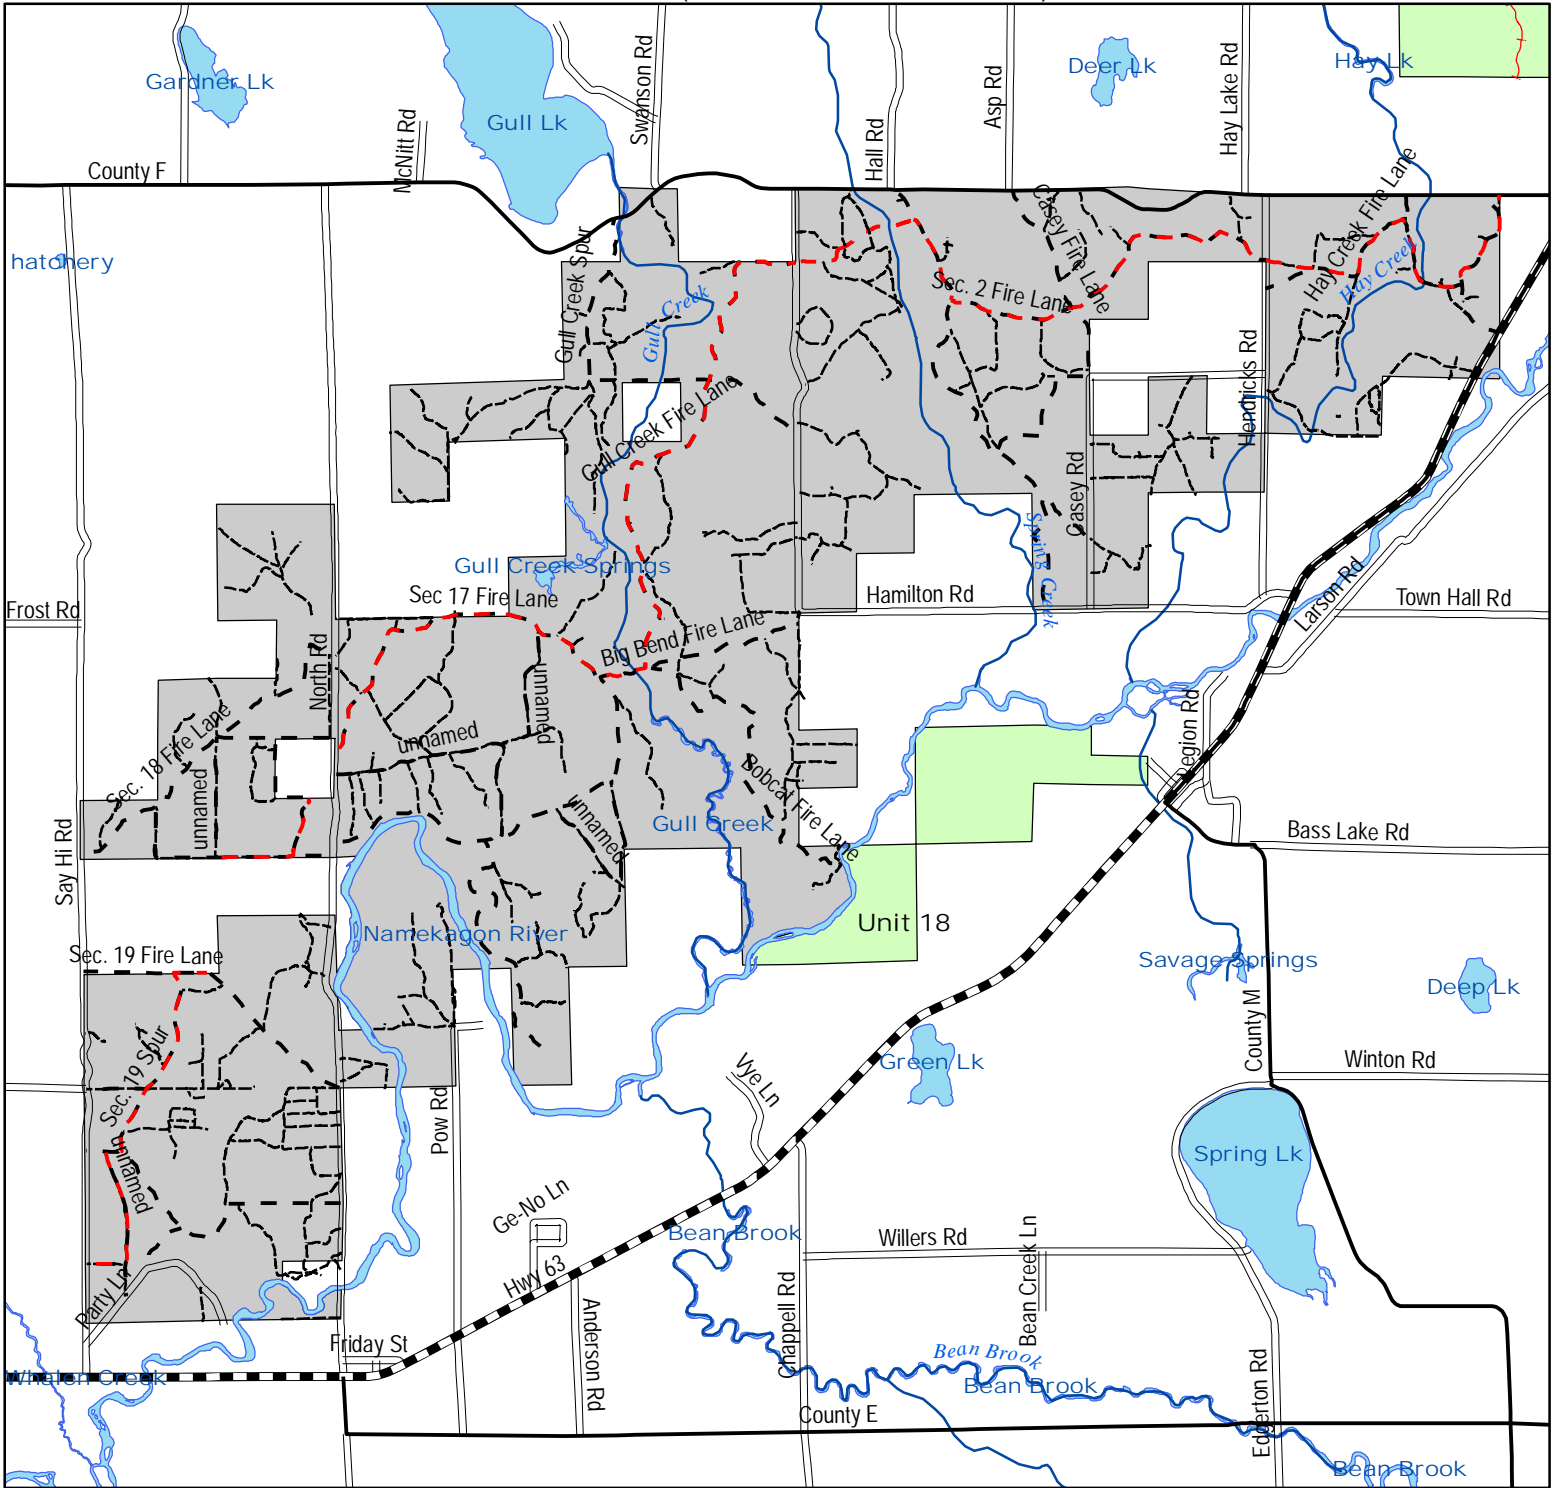 Gardner Lk
Gull Lk
Swanson Rd
McNitt Rd
County F
Hall Rd
Asp Rd
Deer Lk
Hay Lake Rd
Hay Lk
hatchery
Gull Creek Spur
Gull Creek
Casey Fire Lane
Sec. 2 Fire Lane
Hay Creek Fire Lane
Hay Creek
Hendricks Rd
Gull Creek Fire Lane
Casey Rd
Spring Creek
Gull Creek Springs
Sec 17 Fire Lane
Hamilton Rd
Larson Rd
Town Hall Rd
Frost Rd
North Rd
Big Bend Fire Lane
unnamed
unnamed
Sec. 18 Fire Lane
unnamed
Region Rd
Bobcat Fire Lane
unnamed
Gull Creek
Say Hi Rd
Bass Lake Rd
Unit 18
Namekagon River
Sec. 19 Fire Lane
Savage Springs
Deep Lk
County M
Sec. 19 Spur
Vye Ln
Green Lk
Winton Rd
Pow Rd
unnamed
Spring Lk
Ge-No Ln
Bean Brook
Willers Rd
Bean Creek Ln
Hwy 63
Party Ln
Anderson Rd
Chappell Rd
Friday St
Whalen Creek
Bean Brook
Bean Brook
Edgerton Rd
County E
Bean Brook